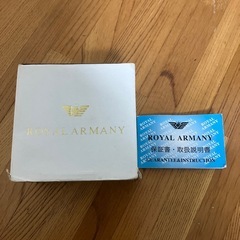 ROYAL ARMANY
ROYAL ARMANY
保証書・取扱説明書
GUARANTEE&INSTRUCTION